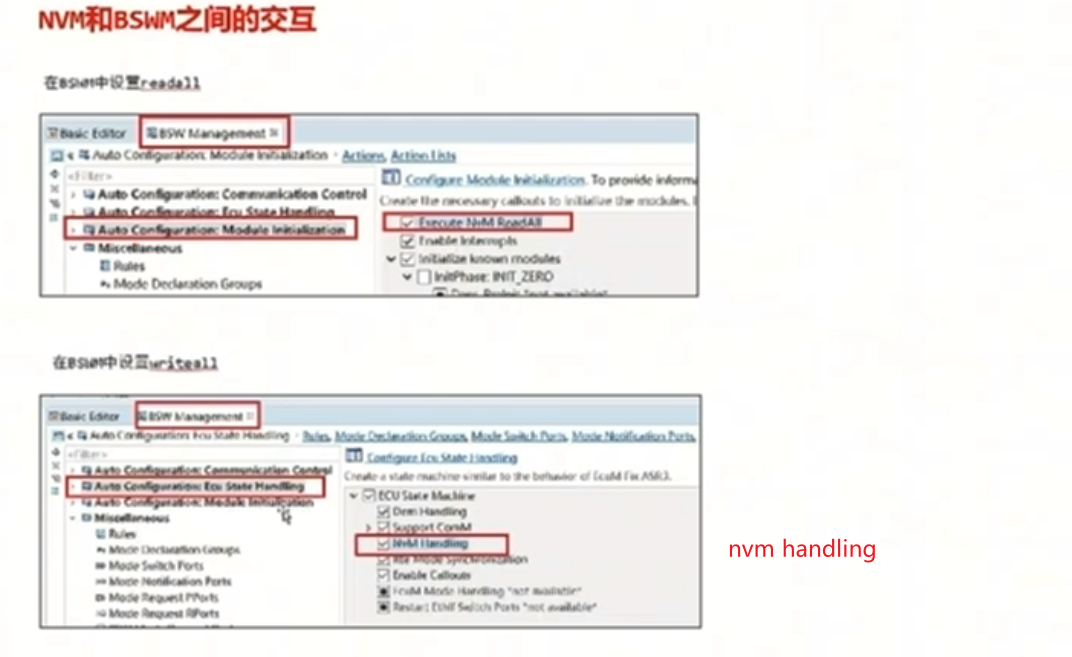 NVM和BSWM之间的交互
在BSWM中设置readall
Basic Editor BSW Management
Auto Configuration: Module Initialization · Actions, Action Lists
<Filter>
Auto Configuration: Communication Control
Auto Configuration: Ecu State Handling
Auto Configuration: Module Initialization
Miscellaneous
Rules
Mode Declaration Groups
Configure Module Initialization. To provide informa
Create the necessary callouts to initialize the modules. I
Execute NvM ReadAll
Enable Interrupts
Initialize known modules
InitPhase: INIT_ZERO
在BSWM中设置writeall
Basic Editor BSW Management
Auto Configuration: Ecu State Handling · Rules, Mode Declaration Groups, Mode Switch Ports, Mode Notification Ports,
<Filter>
Auto Configuration: Communication Control
Auto Configuration: Ecu State Handling
Auto Configuration: Module Initialization
Miscellaneous
Rules
Mode Declaration Groups
Mode Switch Ports
Mode Notification Ports
Mode Request PPorts
Mode Request RPorts
Configure Ecu State Handling
Create a state machine similar to the behavior of EcuM Fix ASR3.
ECU State Machine
Dem Handling
Support ComM
NvM Handling
Rte Mode Synchronization
Enable Callouts
EcuM Mode Handling *not available*
Restart EthIf Switch Ports *not available*
nvm handling